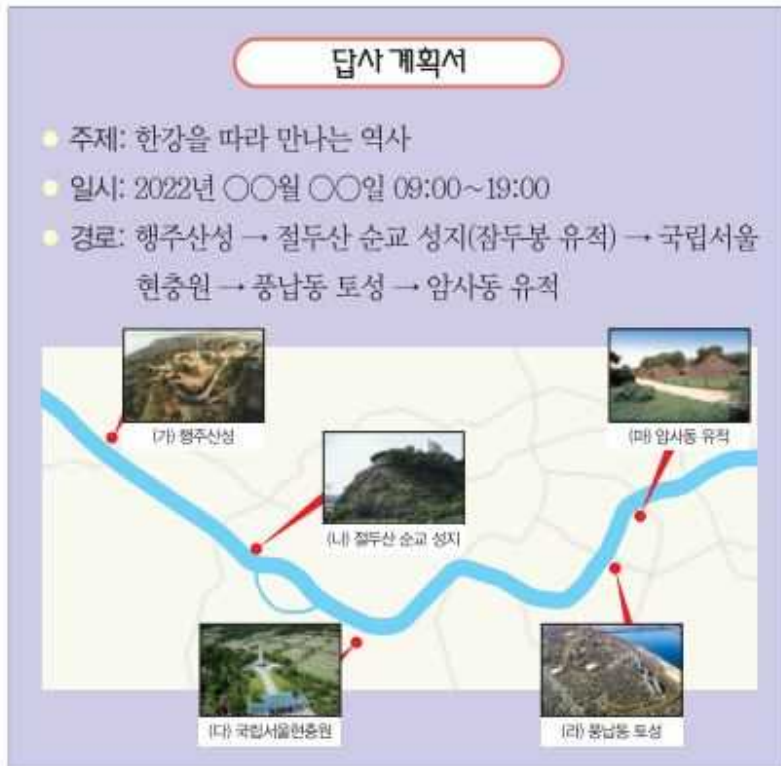 답사 계획서
주제: 한강을 따라 만나는 역사
일시: 2022년 ○○월 ○○일 09:00~19:00
경로: 행주산성 → 절두산 순교 성지(잠두봉 유적) → 국립서울
현충원 → 풍납동 토성 → 암사동 유적
(가) 행주산성
(마) 암사동 유적
(나) 절두산 순교 성지
(다) 국립서울현충원
(라) 풍납동 토성